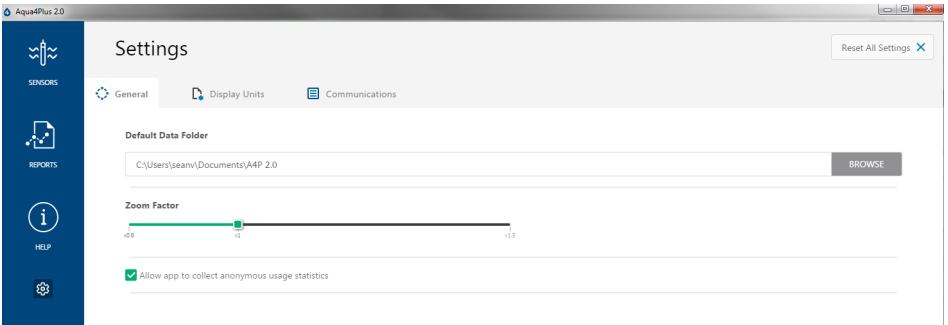 Aqua4Plus 2.0
Settings
Reset All Settings
SENSORS
General
Display Units
Communications
Default Data Folder
C:\Users\seanv\Documents\A4P 2.0
BROWSE
REPORTS
Zoom Factor
x1
x1.5
HELP
Allow app to collect anonymous usage statistics